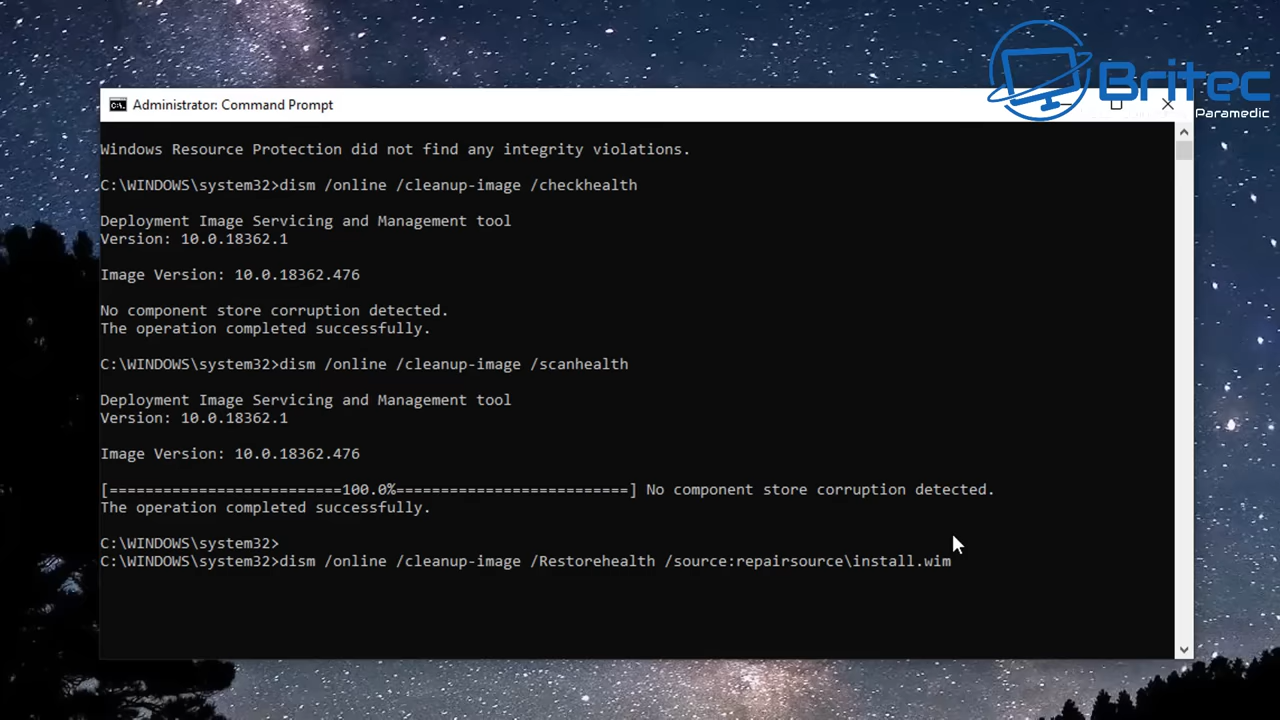 Britec
Paramedic
Administrator: Command Prompt
Windows Resource Protection did not find any integrity violations.
C:\WINDOWS\system32>dism /online /cleanup-image /checkhealth
Deployment Image Servicing and Management tool
Version: 10.0.18362.1
Image Version: 10.0.18362.476
No component store corruption detected.
The operation completed successfully.
C:\WINDOWS\system32>dism /online /cleanup-image /scanhealth
Deployment Image Servicing and Management tool
Version: 10.0.18362.1
Image Version: 10.0.18362.476
[==========================100.0%==========================] No component store corruption detected.
The operation completed successfully.
C:\WINDOWS\system32>
C:\WINDOWS\system32>dism /online /cleanup-image /Restorehealth /source:repairsource\install.wim